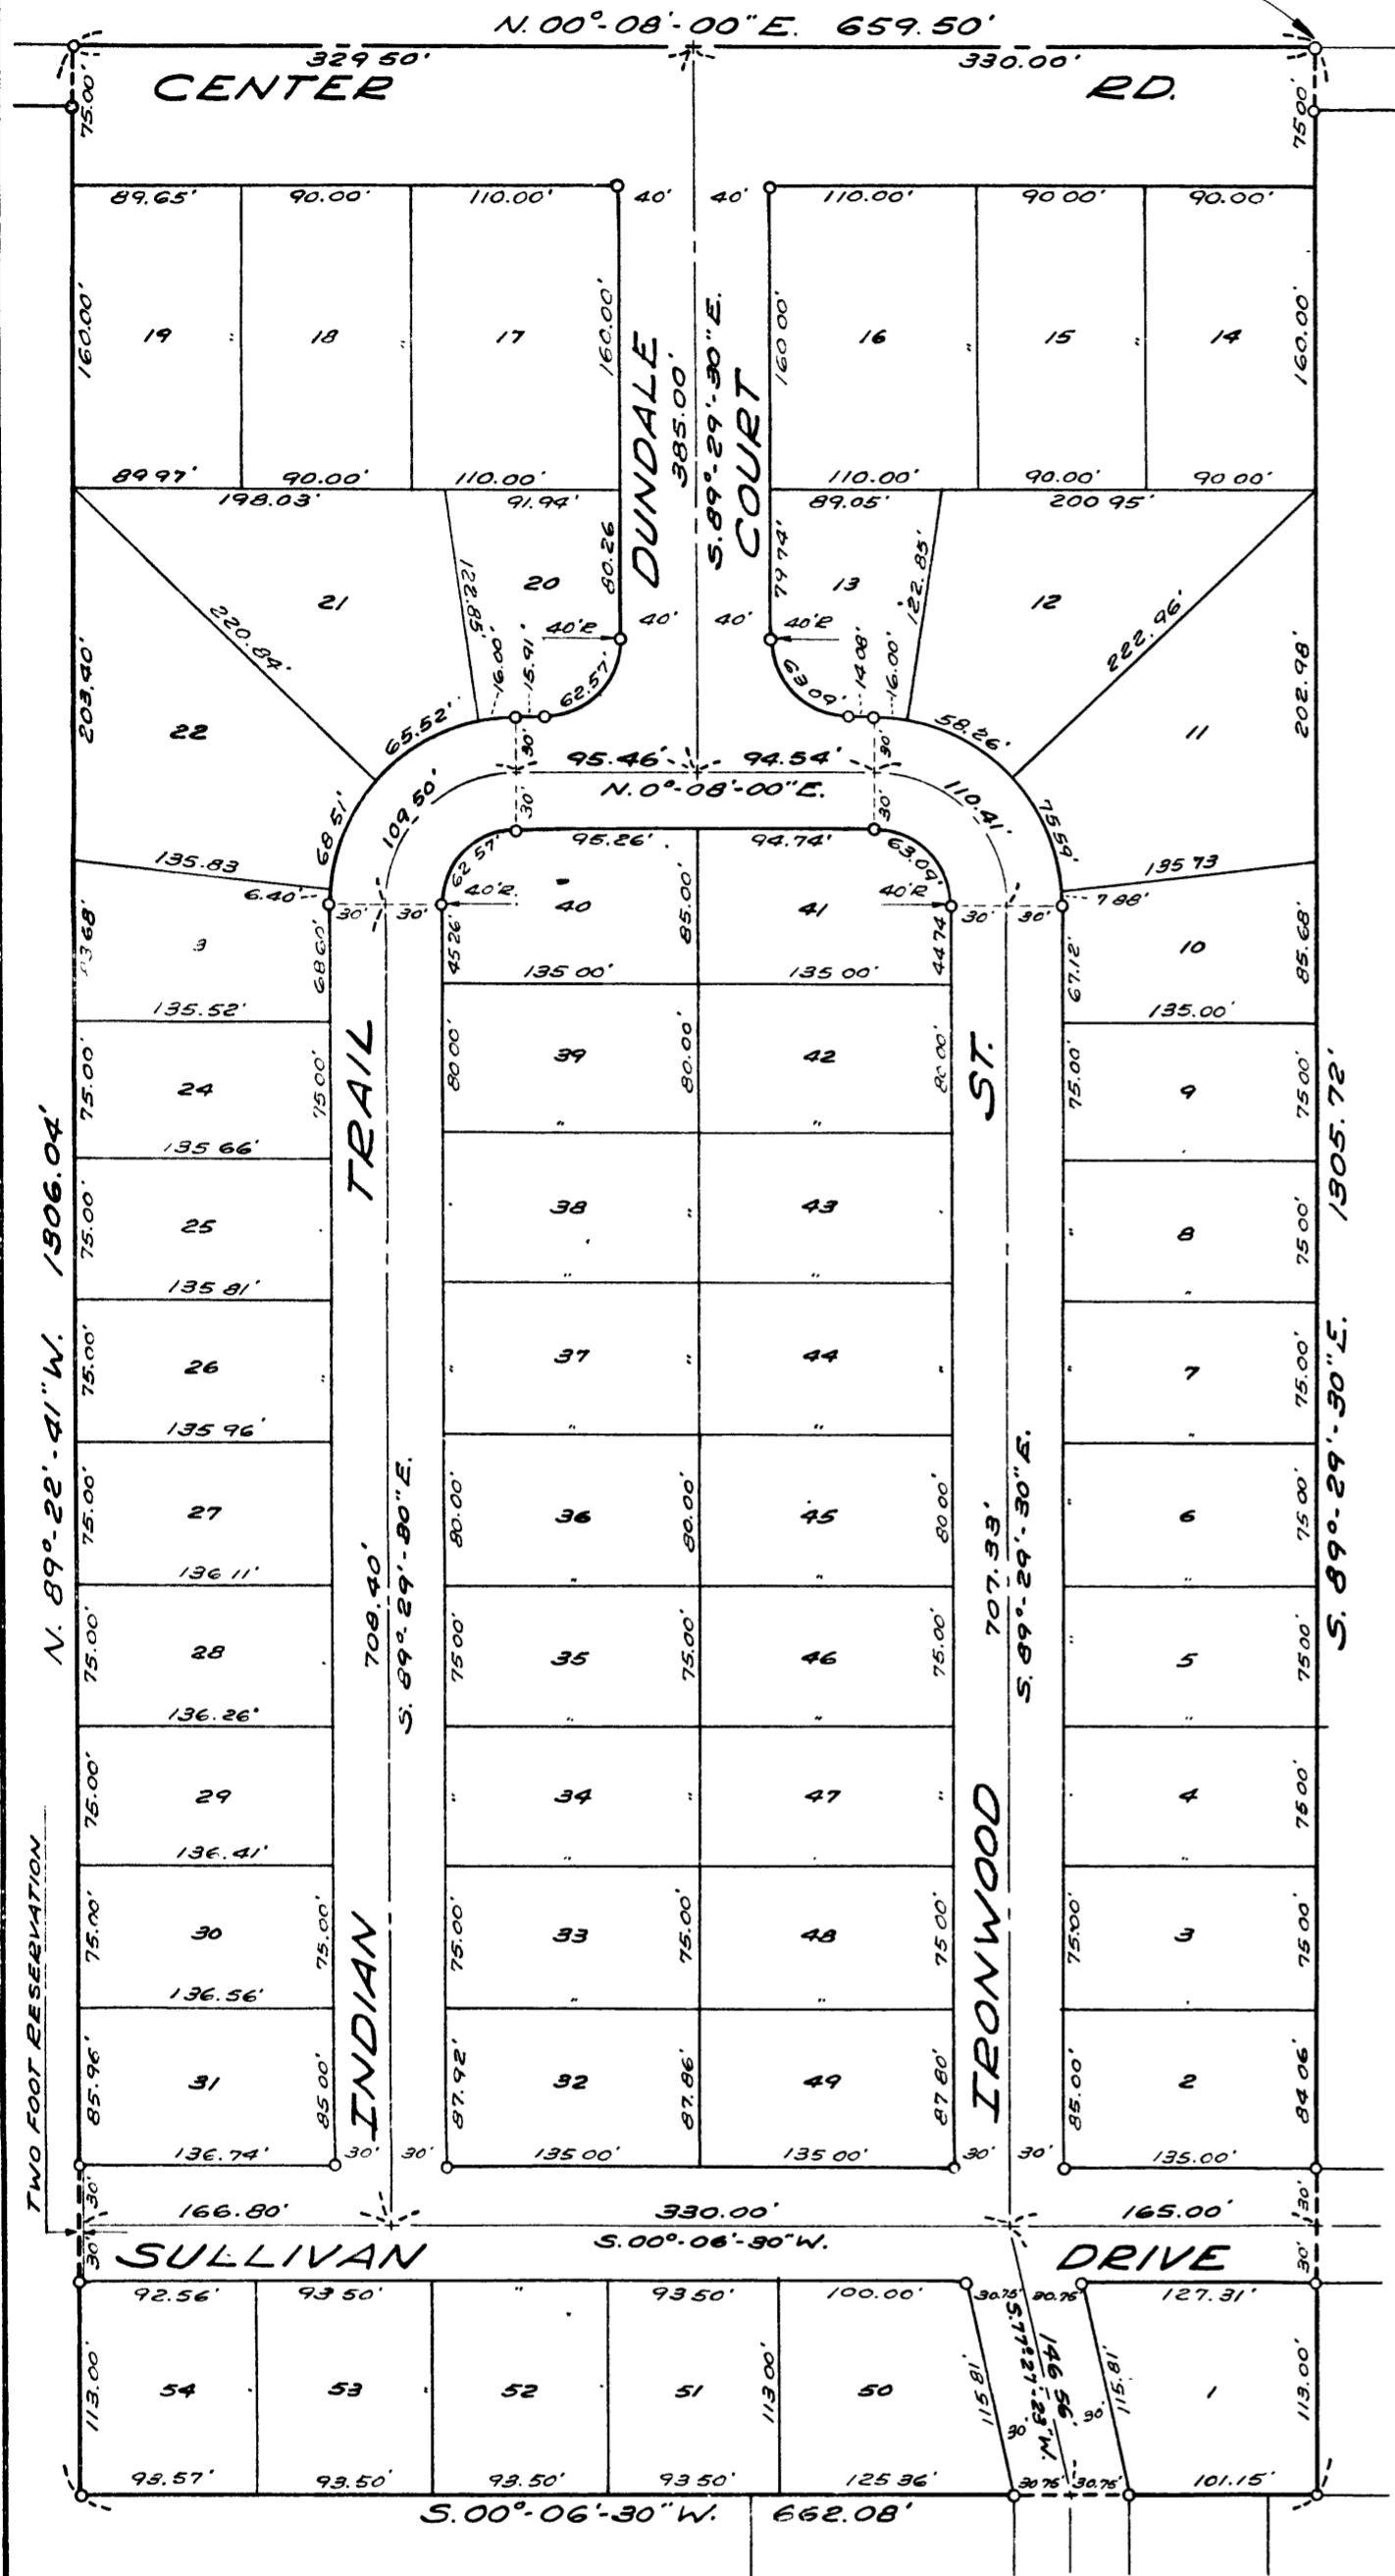 N. 00°-08'-00"E. 659.50'
329 50' 330.00'
CENTER RD.
75.00' 75 00'
89.65' 90.00' 110.00' 40' 40' 110.00' 90 00' 90.00'
160.00' 19 " 18 " 17 160.00' 160 00' 16 " 15 " 14 160.00'
DUNDALE COURT
385.00'
S.89°-29'-30"E.
89.97' 90.00' 110.00' 110.00' 90.00' 90 00'
198.03' 91.94' 89.05' 200 95'
21 122.85' 20 80.26 79 74' 13 122.85' 12
220.84' 16.00' 15.91' 40'R 40' 40' 40'R 14 08' 16.00' 222.96'
203.40' 22 65.52' 62.57' 63.09' 58.26' 11 202.98'
30' 95.46' 94.54' 30'
N. 0°-08'-00"E.
68 51' 109 50' 30' 30' 110.41' 75.59'
62 57' 95.26' 94.74' 63.09'
135.83 135 73
6.40' 30' 30' 40'R. 40 85.00' 41 40'R 30' 30' 7 88'
3 68 60' 45 26' 44 74 67.12' 10 85.68'
135.52' 135 00' 135 00' 135.00'
75.00' 24 75 00' TRAIL 80 00' 39 80.00' 42 80 00' ST. 75.00' 9 75 00'
135 66' " "
75.00' 25 38 " 43 " 8 75 00'
135 81' " " "
N. 89°-22'-41"W. 1306.04'
S. 89°-29'-30"E. 1305.72'
75.00' 26 " " 37 " 44 7 75.00'
135 96' " " "
75.00' 27 80.00' 36 80.00' 45 80 00' 6 75 00'
136 11' " " "
708.40'
S. 89°-29'-30"E.
707.33'
S. 89°-29'-30"E.
75.00' 28 75 00' 35 75.00' 46 75.00' " 5 75 00'
136.26' " " "
75.00' 29 " 34 " 47 " 4 75 00'
136.41' " "
TWO FOOT RESERVATION
75.00' 30 75.00' 75.00' 33 75.00' 48 75 00' 75.00' 3 75 00'
136.56' " "
INDIAN IRONWOOD
85.96' 31 85 00' 87.92' 32 87.86' 49 87 80' 85.00' 2 84 06'
136.74' 30' 30' 135 00' 135 00' 30' 30' 135.00'
30' 166.80' 330.00' 165.00' 30'
S.00°-06'-30"W.
30' SULLIVAN DRIVE 30'
92.56' 93 50' " 93 50' 100.00' 30.75' 30.75' 127.31'
S.77°-27'-23"W.
146 56'
113.00' 54 53 52 51 113 00' 50 115 81' 30' 30' 115.81' 1 113.00'
93.57' 93.50' 93.50' 93 50' 125 36' 30 75' 30.75' 101.15'
S.00°-06'-30"W. 662.08'